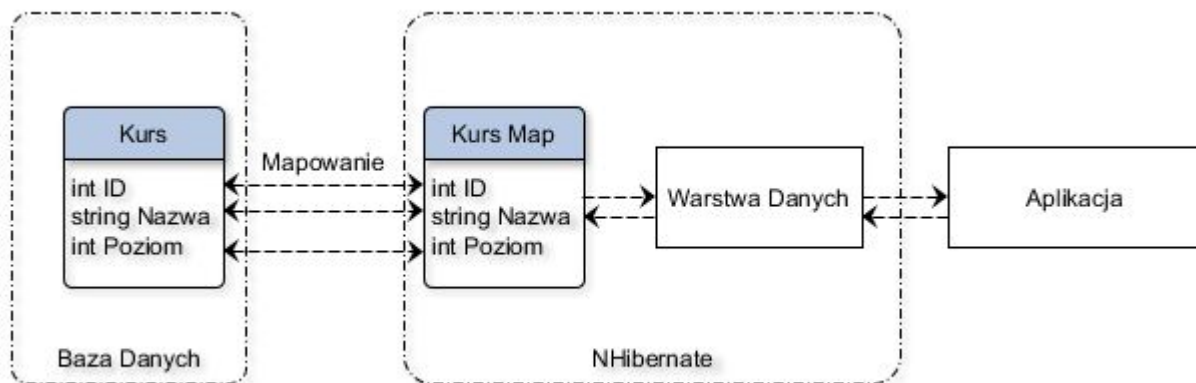 Kurs
int ID
string Nazwa
int Poziom
Baza Danych
Mapowanie
Kurs Map
int ID
string Nazwa
int Poziom
Warstwa Danych
NHibernate
Aplikacja